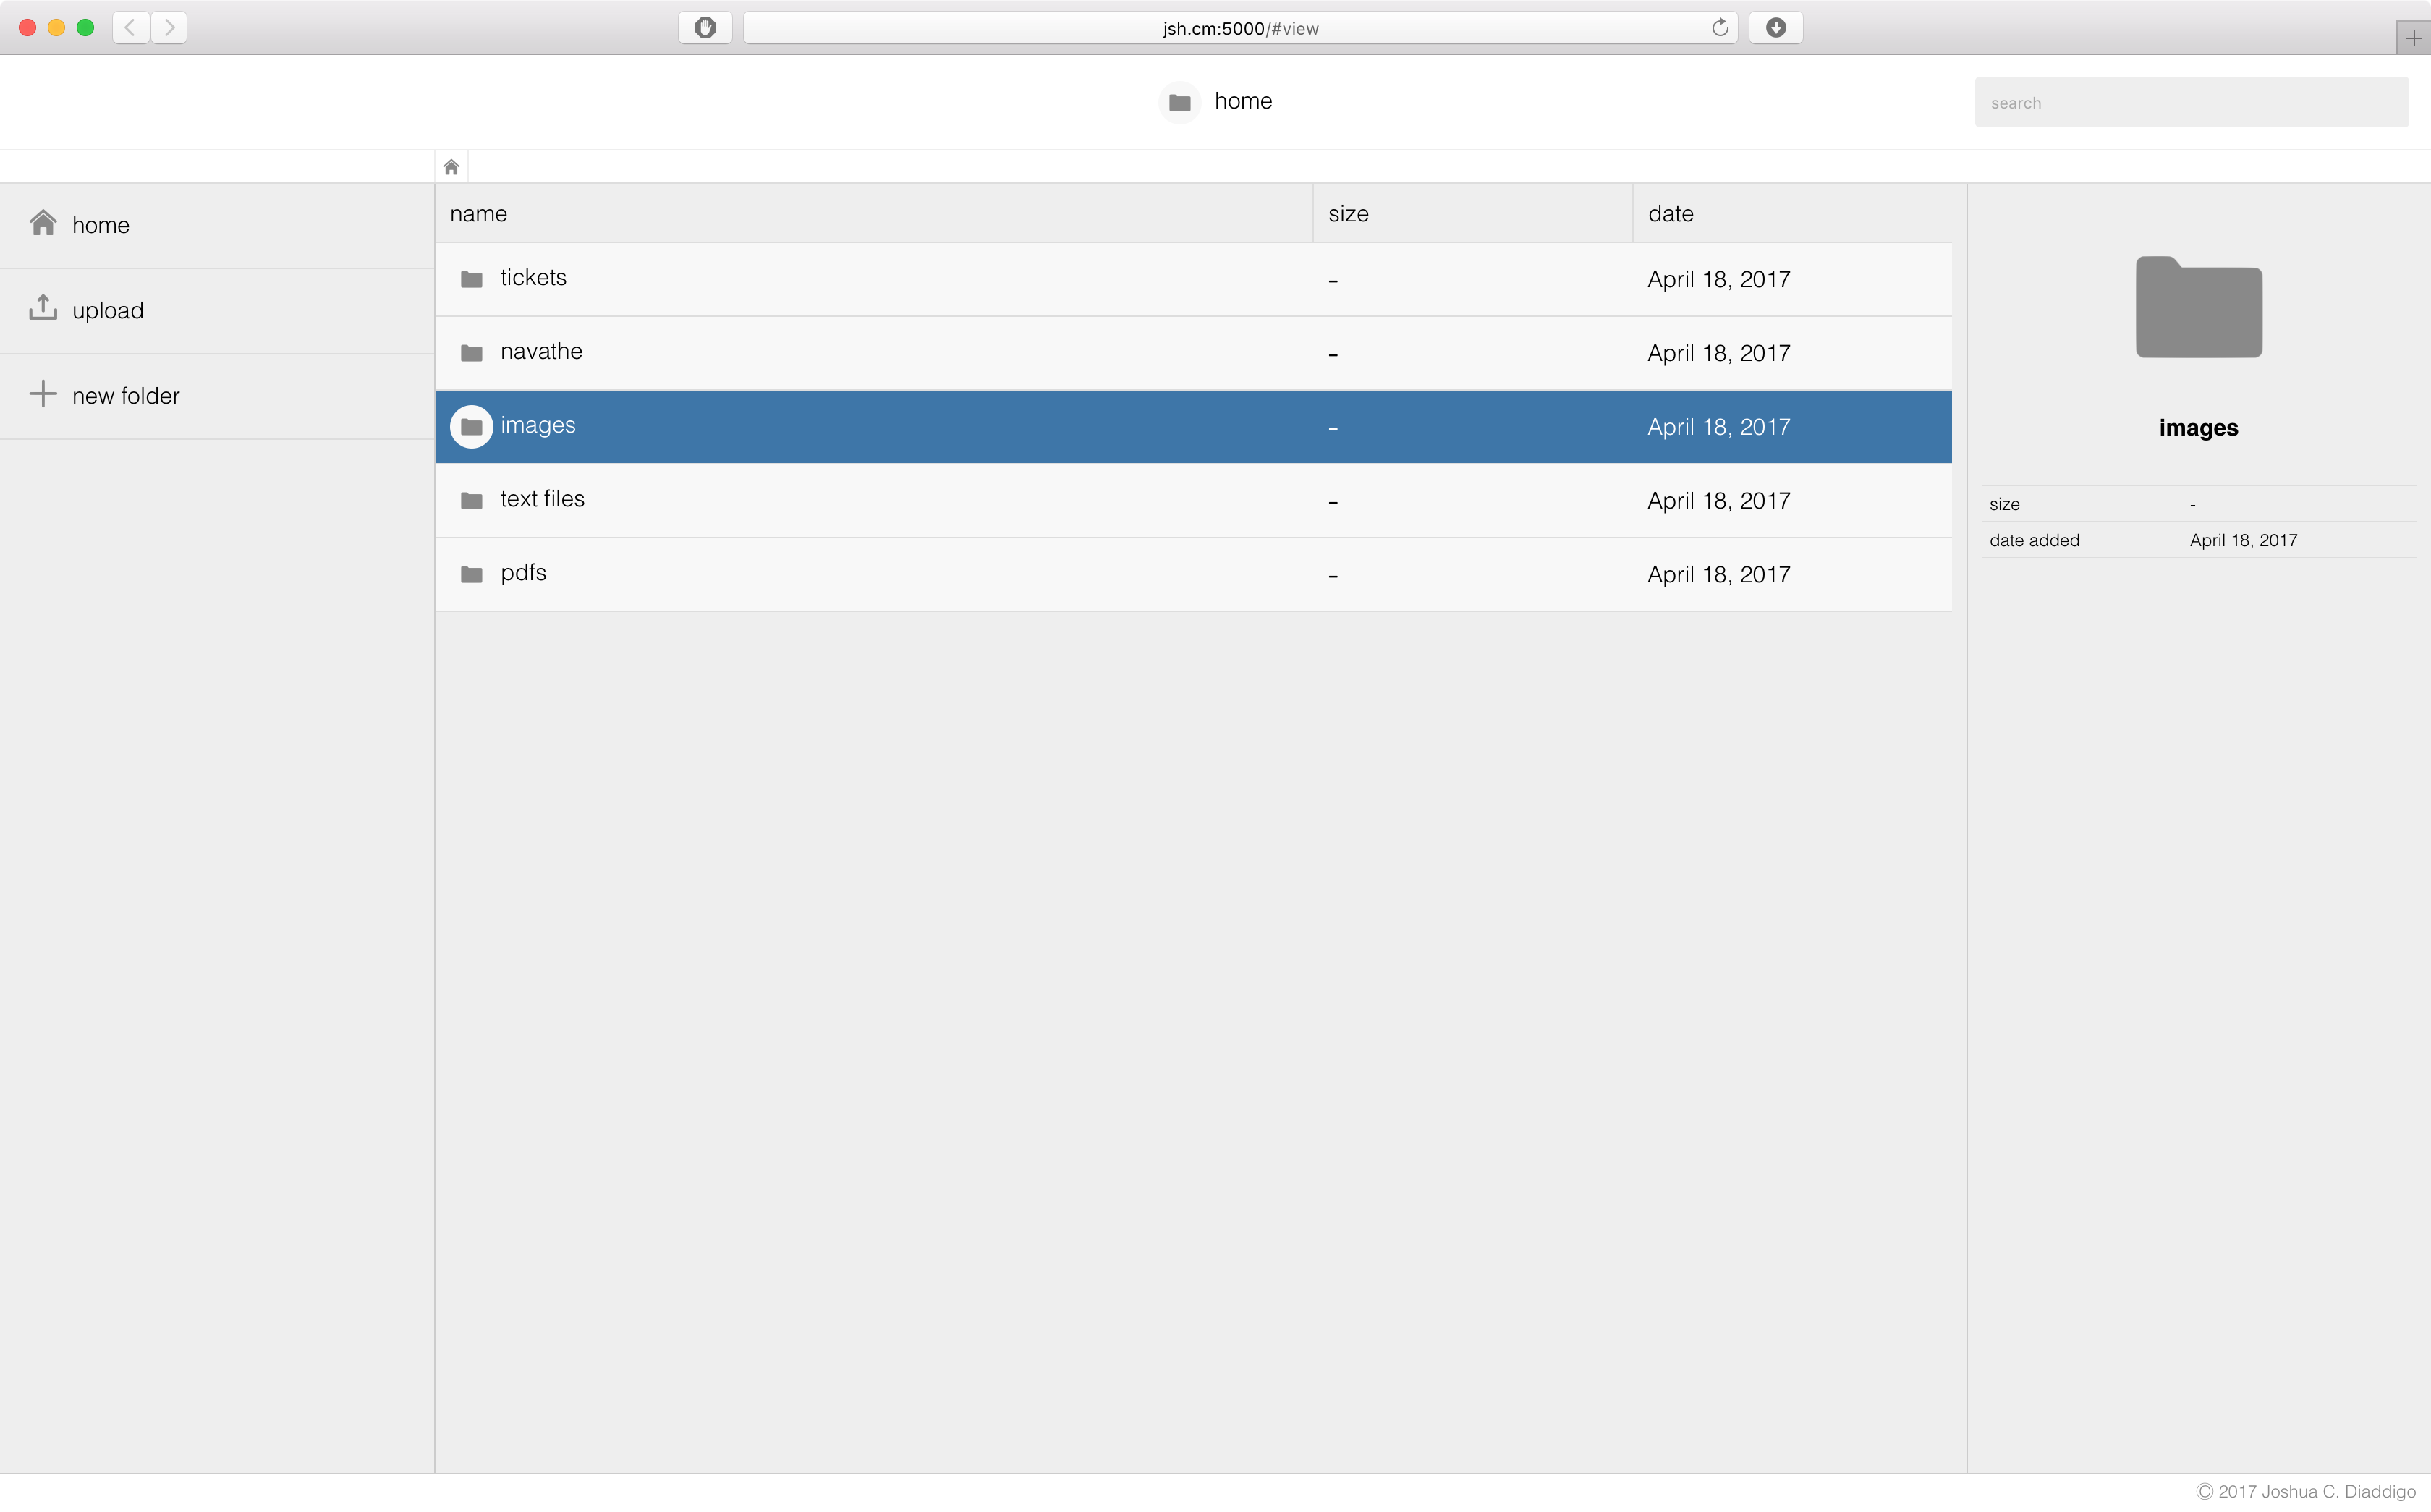 jsh.cm:5000/#view
home
search
home
upload
new folder
name size date
tickets - April 18, 2017
navathe - April 18, 2017
images - April 18, 2017
text files - April 18, 2017
pdfs - April 18, 2017
images
size -
date added April 18, 2017
© 2017 Joshua C. Diaddigo